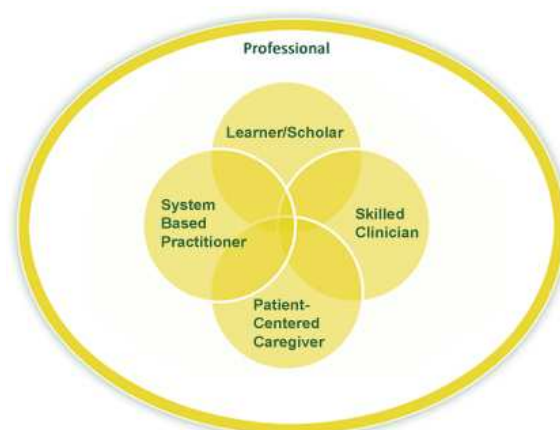 Professional
Learner/Scholar
System
Based
Practitioner
Skilled
Clinician
Patient-
Centered
Caregiver